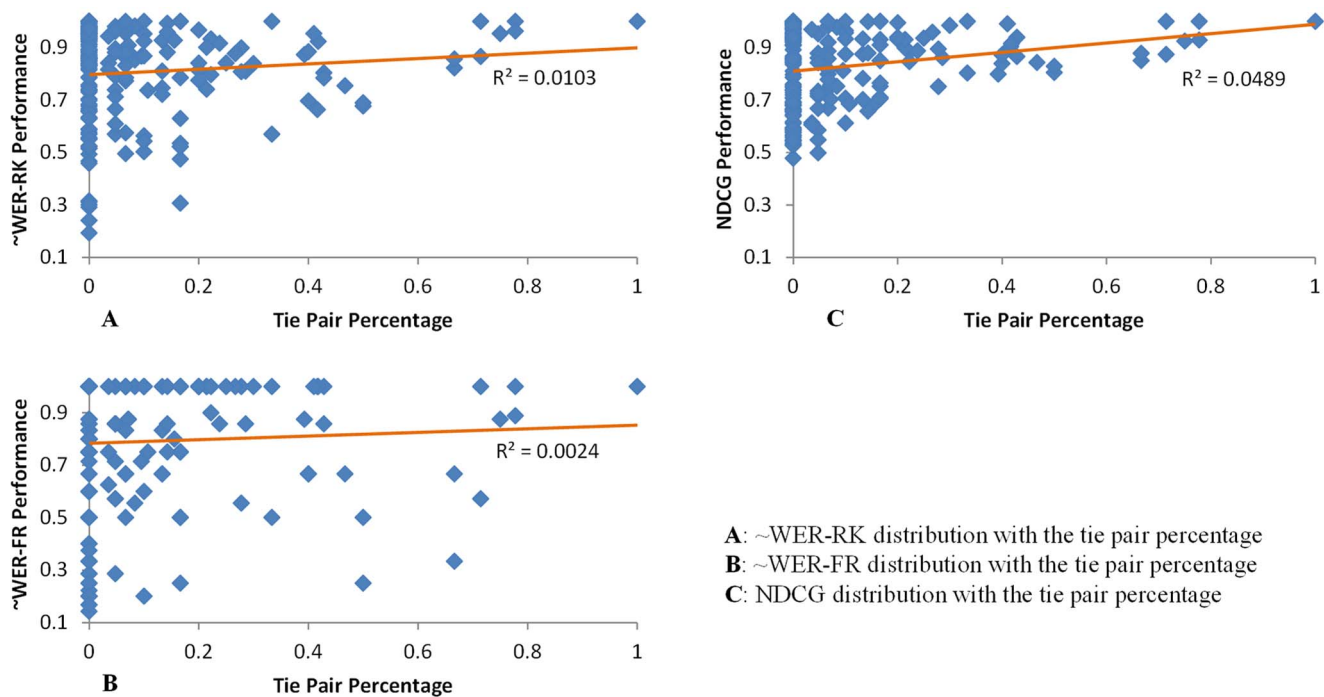 ~WER-RK Performance
0.9
0.7
0.5
0.3
0.1
R² = 0.0103
0 0.2 0.4 0.6 0.8 1
A Tie Pair Percentage
NDCG Performance
0.9
0.7
0.5
0.3
0.1
R² = 0.0489
0 0.2 0.4 0.6 0.8 1
C Tie Pair Percentage
~WER-FR Performance
0.9
0.7
0.5
0.3
0.1
R² = 0.0024
0 0.2 0.4 0.6 0.8 1
B Tie Pair Percentage
A: ~WER-RK distribution with the tie pair percentage
B: ~WER-FR distribution with the tie pair percentage
C: NDCG distribution with the tie pair percentage